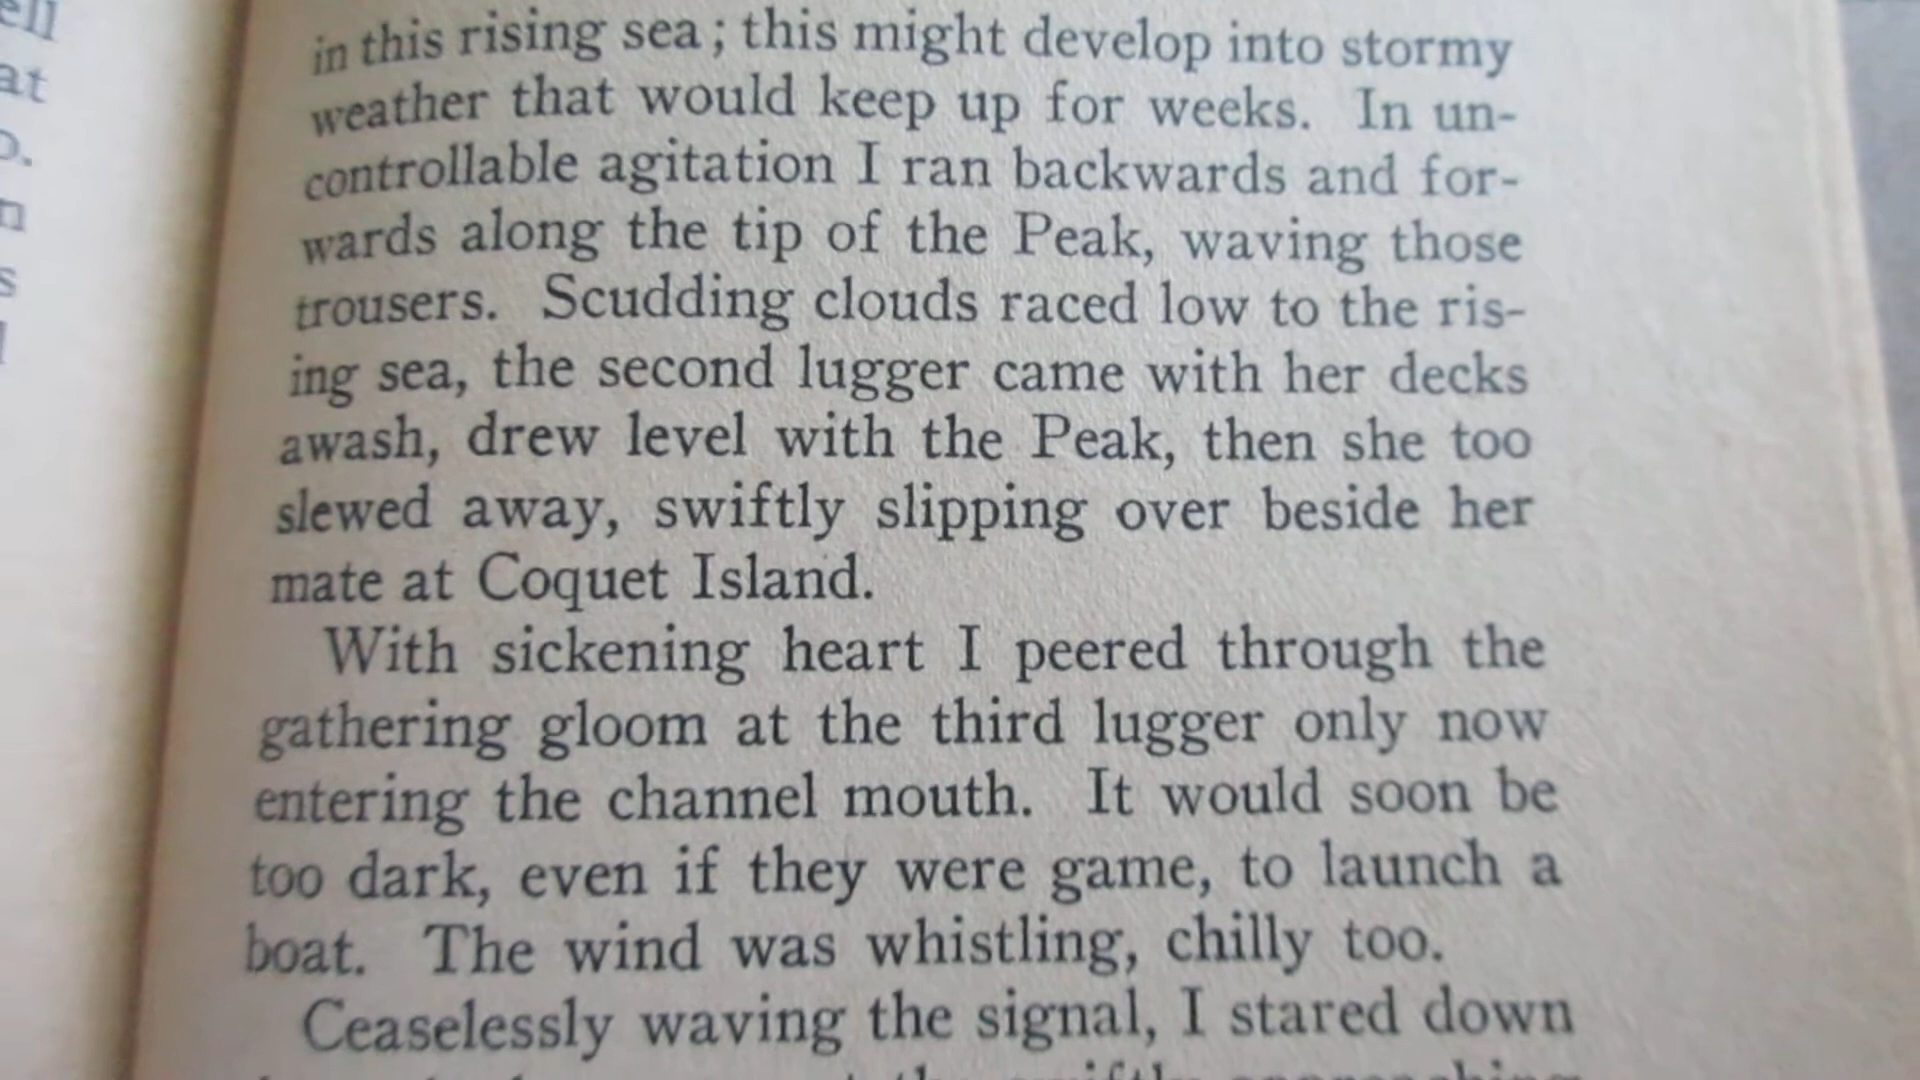 in this rising sea; this might develop into stormy
weather that would keep up for weeks. In un-
controllable agitation I ran backwards and for-
wards along the tip of the Peak, waving those
trousers. Scudding clouds raced low to the ris-
ing sea, the second lugger came with her decks
awash, drew level with the Peak, then she too
slewed away, swiftly slipping over beside her
mate at Coquet Island.
With sickening heart I peered through the
gathering gloom at the third lugger only now
entering the channel mouth. It would soon be
too dark, even if they were game, to launch a
boat. The wind was whistling, chilly too.
Ceaselessly waving the signal, I stared down
the swiftly approaching